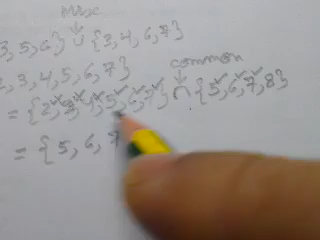 3, 5, 6} ∪ {3, 4, 6, 7}
2, 3, 4, 5, 6, 7}
common
= {2, 3, 4, 5, 6, 7} ∩ {5, 6, 7, 8}
= {5, 6, 7